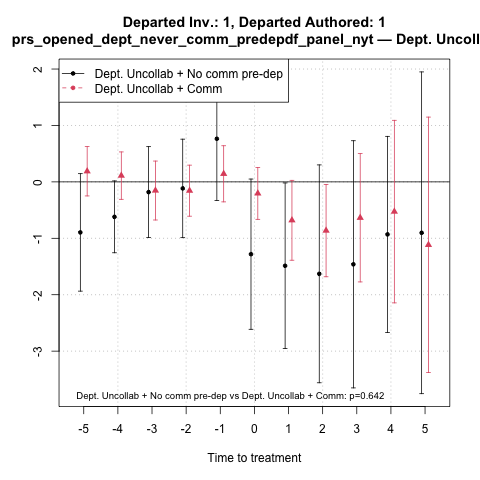 Departed Inv.: 1, Departed Authored: 1
prs_opened_dept_never_comm_predepdf_panel_nyt — Dept. Uncoll
Dept. Uncollab + No comm pre-dep
Dept. Uncollab + Comm
2
1
0
-1
-2
-3
Dept. Uncollab + No comm pre-dep vs Dept. Uncollab + Comm: p=0.642
-5 -4 -3 -2 -1 0 1 2 3 4 5
Time to treatment